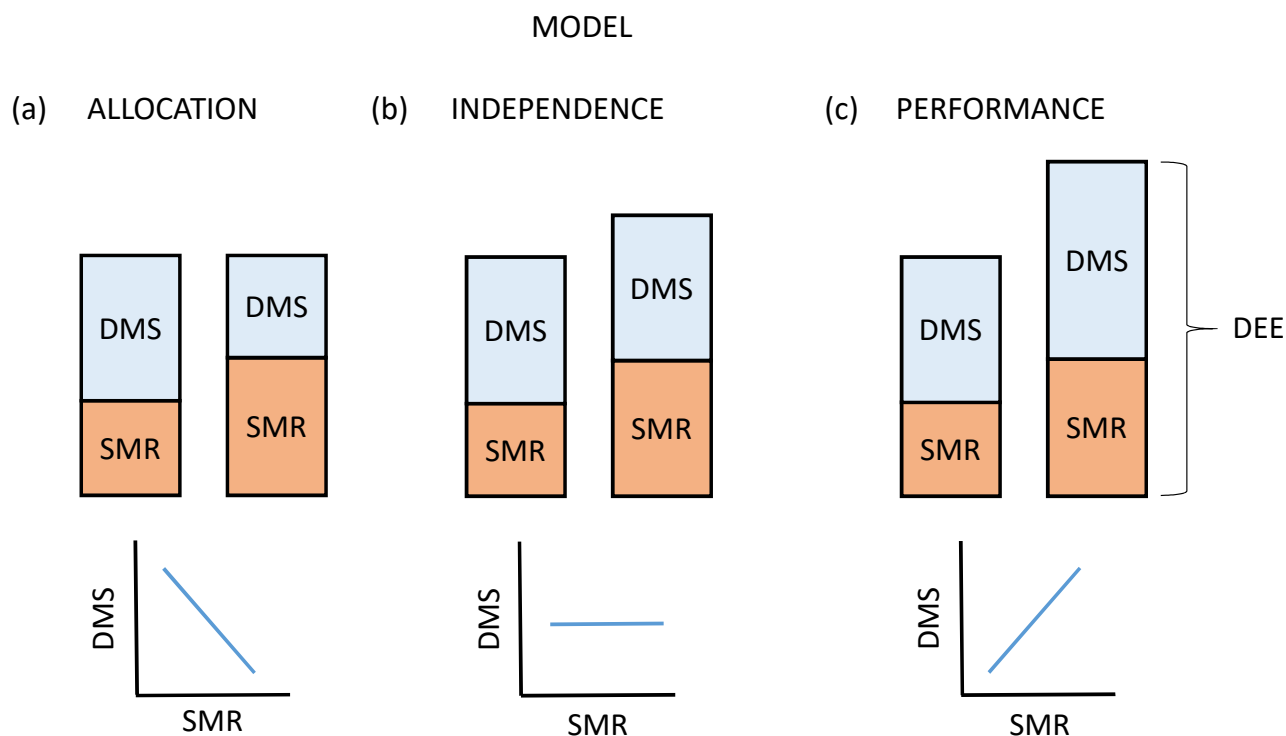 MODEL
(a) ALLOCATION
(b) INDEPENDENCE
(c) PERFORMANCE
DMS
SMR
DMS
SMR
DMS
SMR
DMS
SMR
DMS
SMR
DMS
SMR
DEE
DMS
SMR
DMS
SMR
DMS
SMR